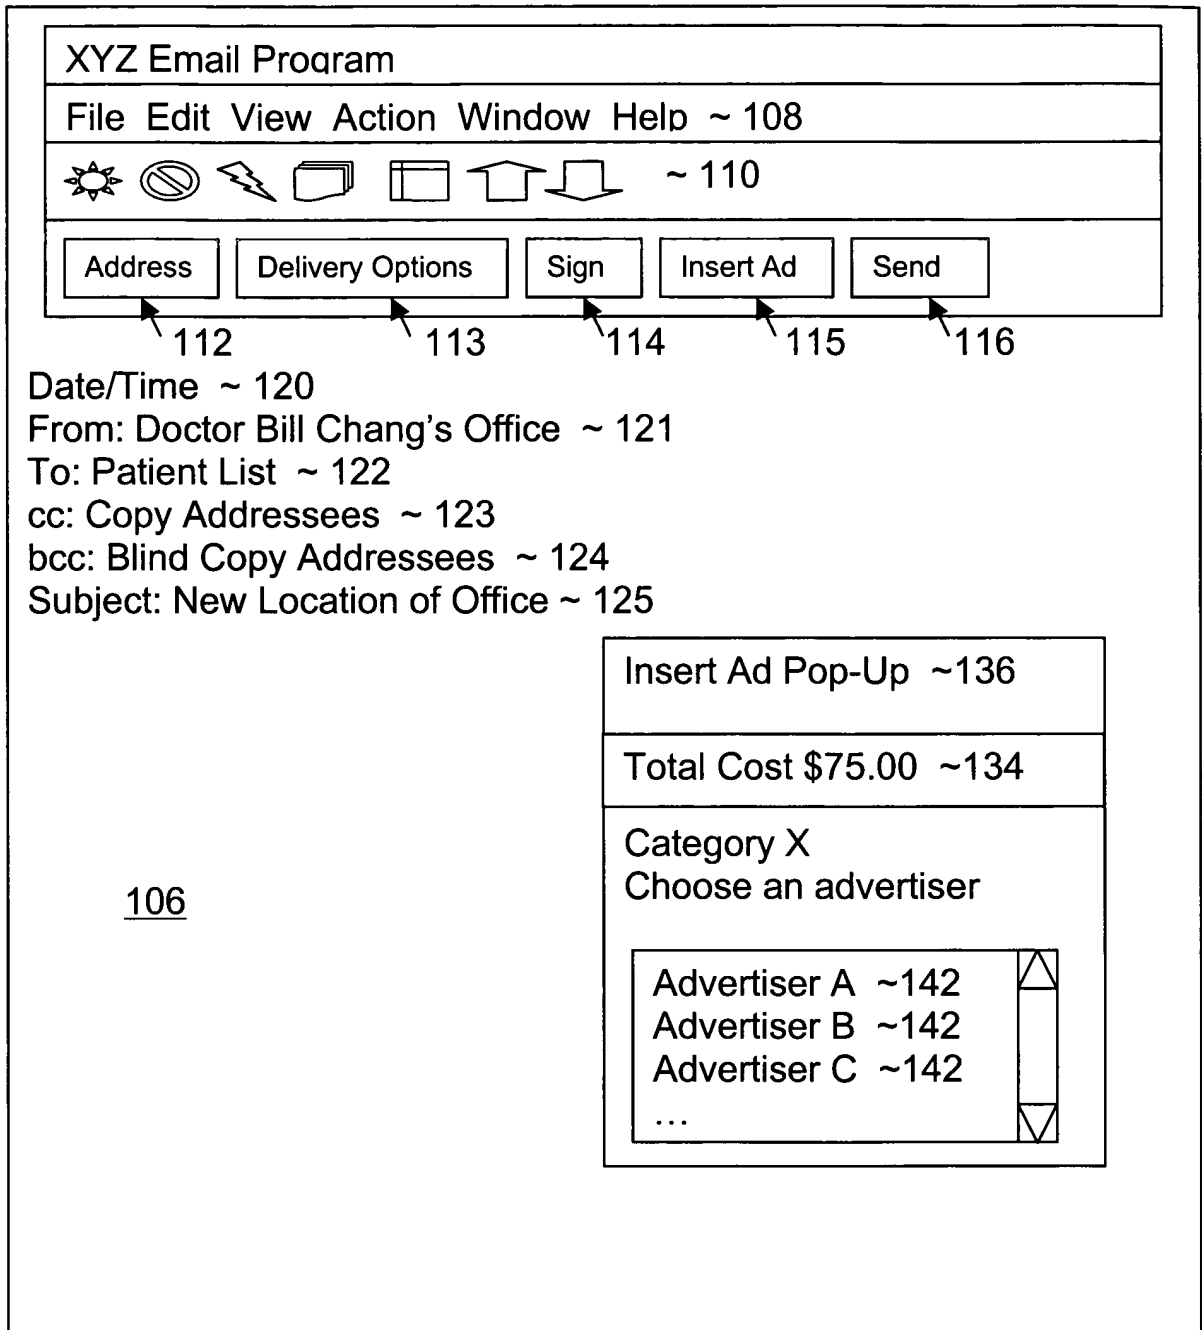 XYZ Email Program
File Edit View Action Window Help ~ 108
~ 110
Address Delivery Options Sign Insert Ad Send
112 113 114 115 116
Date/Time ~ 120
From: Doctor Bill Chang's Office ~ 121
To: Patient List ~ 122
cc: Copy Addressees ~ 123
bcc: Blind Copy Addressees ~ 124
Subject: New Location of Office ~ 125
Insert Ad Pop-Up ~136
Total Cost $75.00 ~134
Category X
Choose an advertiser
106
Advertiser A ~142
Advertiser B ~142
Advertiser C ~142
...